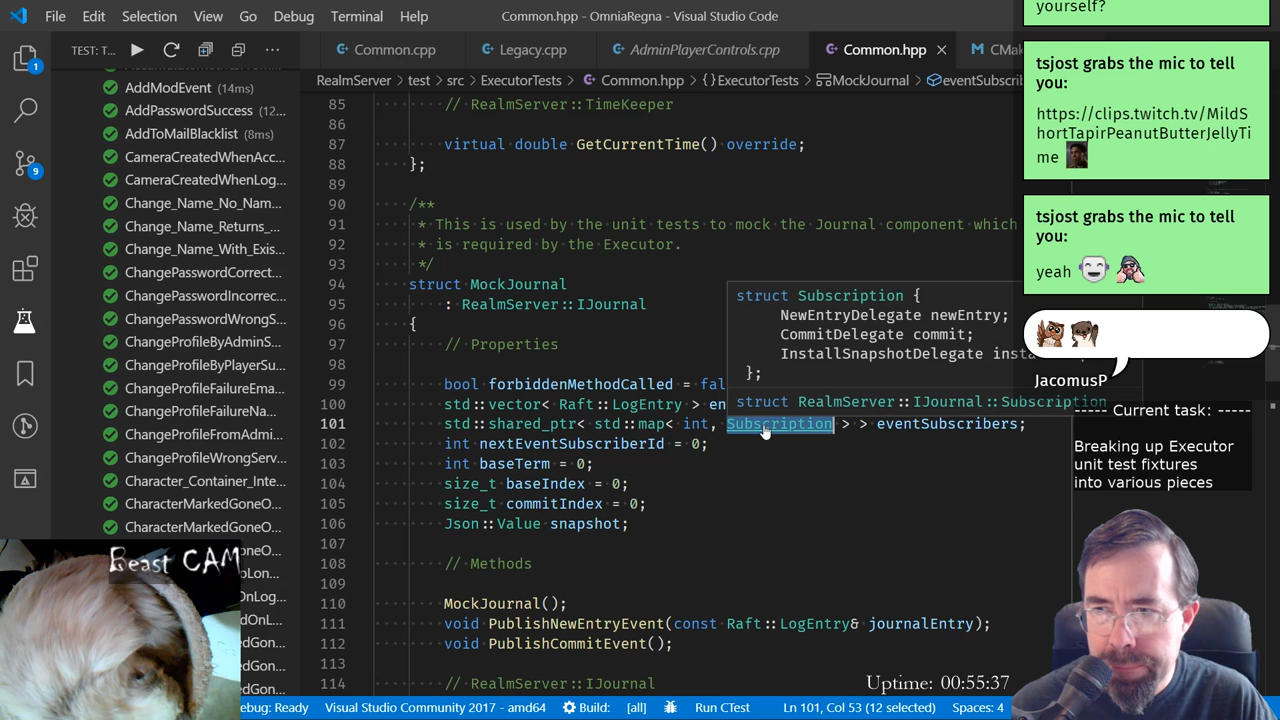 File Edit Selection View Go Debug Terminal Help
Common.hpp - OmniaRegna - Visual Studio Code
TEST: T...
Common.cpp
Legacy.cpp
AdminPlayerControls.cpp
Common.hpp
RealmServer > test > src > ExecutorTests > Common.hpp > {} ExecutorTests > MockJournal > eventSubscrib
1
9
AddModEvent (14ms)
AddPasswordSuccess (12...
AddToMailBlacklist (8ms)
CameraCreatedWhenAcc...
CameraCreatedWhenLog...
Change_Name_No_Nam...
Change_Name_Returns_...
Change_Name_With_Exis...
ChangePasswordCorrect...
ChangePasswordIncorrec...
ChangePasswordWrongS...
ChangeProfileByAdminS...
ChangeProfileByPlayerSu...
ChangeProfileFailureEma...
ChangeProfileFailureNa...
ChangeProfileFromAdmi...
ChangeProfileWrongServ...
Character_Container_Inte...
CharacterMarkedGoneO...
CharacterMarkedGoneO...
Beast CAM
85 // RealmServer::TimeKeeper
86
87 virtual double GetCurrentTime() override;
88 };
89
90 /**
91 * This is used by the unit tests to mock the Journal component which
92 * is required by the Executor.
93 */
94 struct MockJournal
95 : RealmServer::IJournal
96 {
97 // Properties
98
99 bool forbiddenMethodCalled = fal
100 std::vector< Raft::LogEntry > en
101 std::shared_ptr< std::map< int, Subscription > > eventSubscribers;
102 int nextEventSubscriberId = 0;
103 int baseTerm = 0;
104 size_t baseIndex = 0;
105 size_t commitIndex = 0;
106 Json::Value snapshot;
107
108 // Methods
109
110 MockJournal();
111 void PublishNewEntryEvent(const Raft::LogEntry& journalEntry);
112 void PublishCommitEvent();
113
114 // RealmServer::IJournal
struct Subscription {
NewEntryDelegate newEntry;
CommitDelegate commit;
InstallSnapshotDelegate insta
};
struct RealmServer::IJournal::Subscription
yourself?
tsjost grabs the mic to tell
you:
https://clips.twitch.tv/MildS
hortTapirPeanutButterJellyTi
me
tsjost grabs the mic to tell
you:
yeah
JacomusP
----- Current task: -----
Breaking up Executor
unit test fixtures
into various pieces
Uptime: 00:55:37
ebug: Ready Visual Studio Community 2017 - amd64 Build: [all] Run CTest Ln 101, Col 53 (12 selected) Spaces: 4